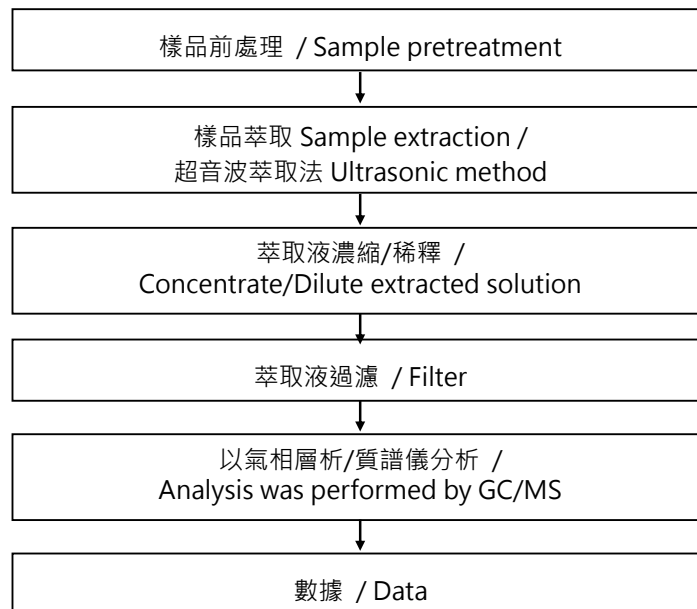 樣品前處理 / Sample pretreatment
樣品萃取 Sample extraction /
超音波萃取法 Ultrasonic method
萃取液濃縮/稀釋 /
Concentrate/Dilute extracted solution
萃取液過濾 / Filter
以氣相層析/質譜儀分析 /
Analysis was performed by GC/MS
數據 / Data